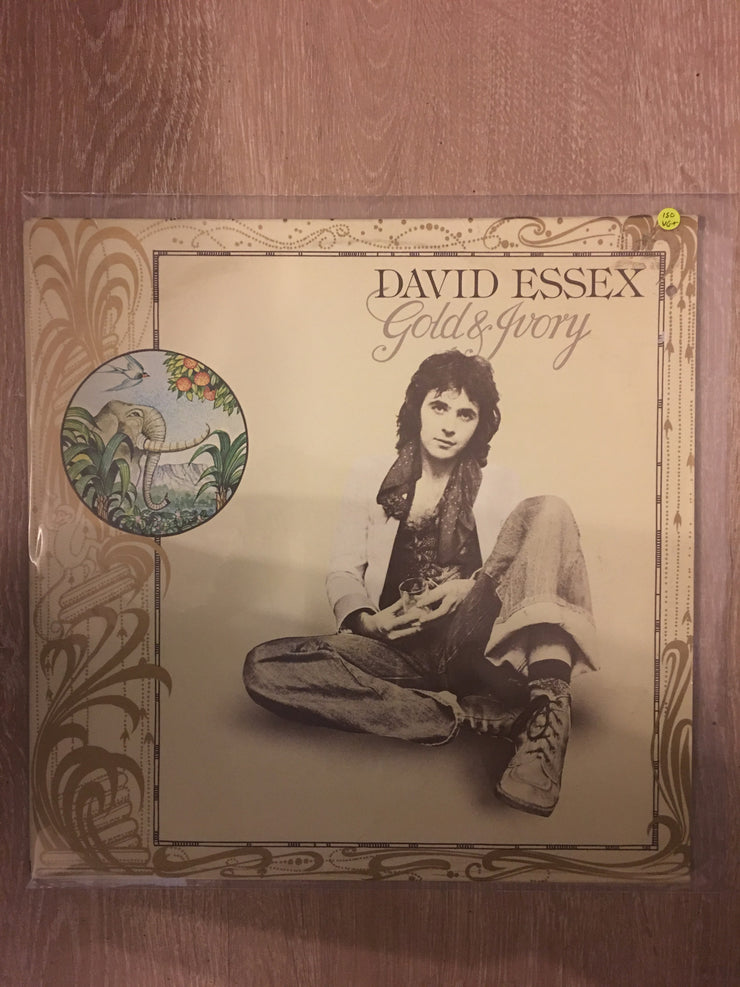 150
VG+
DAVID ESSEX
Gold & Ivory